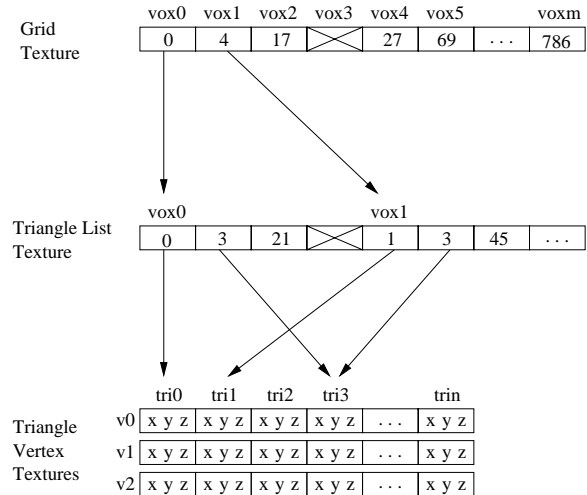 vox0 vox1 vox2 vox3 vox4 vox5 voxm
Grid Texture
0 4 17 27 69 . . . 786
vox0 vox1
Triangle List Texture
0 3 21 1 3 45 . . .
tri0 tri1 tri2 tri3 trin
Triangle Vertex Textures
v0 x y z x y z x y z x y z . . . x y z
v1 x y z x y z x y z x y z . . . x y z
v2 x y z x y z x y z x y z . . . x y z